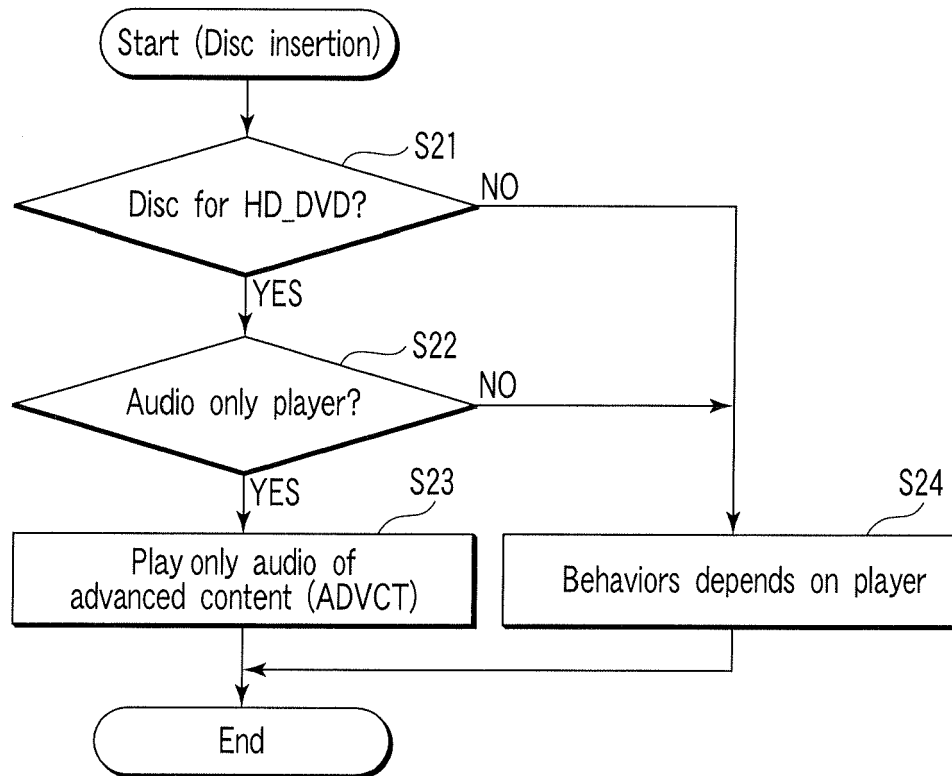 Start (Disc insertion)
S21
Disc for HD_DVD?
NO
YES
S22
Audio only player?
NO
YES
S23
S24
Play only audio of
advanced content (ADVCT)
Behaviors depends on player
End